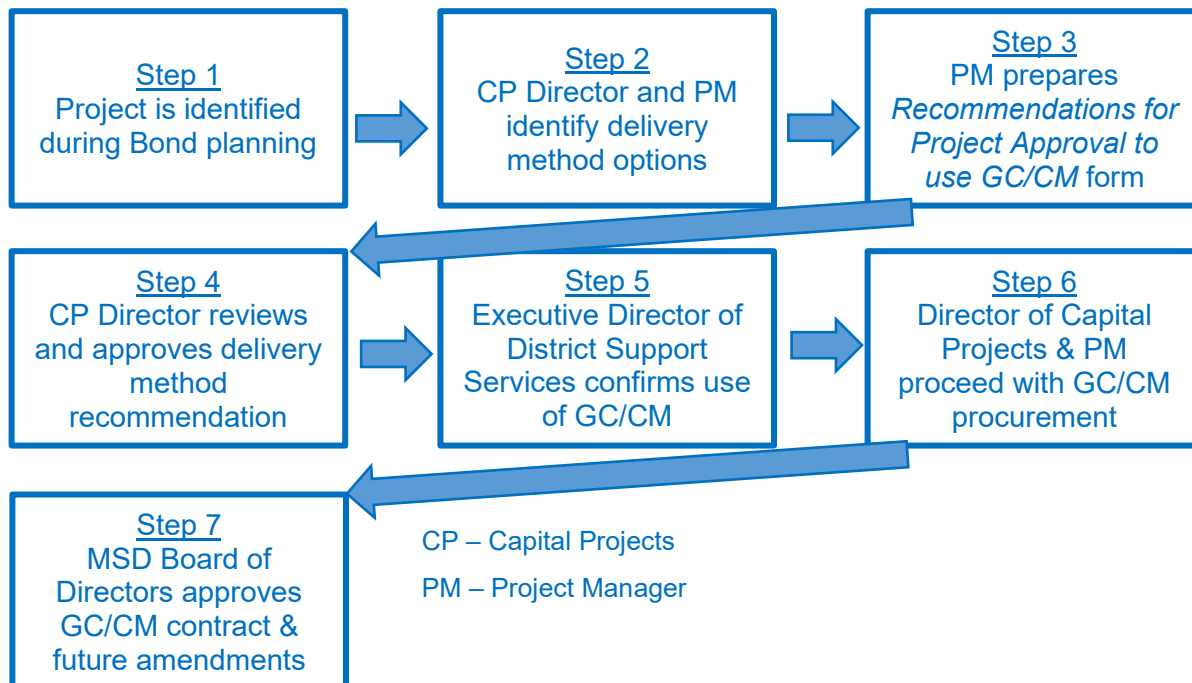 Step 1
Project is identified
during Bond planning
Step 2
CP Director and PM
identify delivery
method options
Step 3
PM prepares
Recommendations for
Project Approval to
use GC/CM form
Step 4
CP Director reviews
and approves delivery
method
recommendation
Step 5
Executive Director of
District Support
Services confirms use
of GC/CM
Step 6
Director of Capital
Projects & PM
proceed with GC/CM
procurement
Step 7
MSD Board of
Directors approves
GC/CM contract &
future amendments
CP – Capital Projects
PM – Project Manager